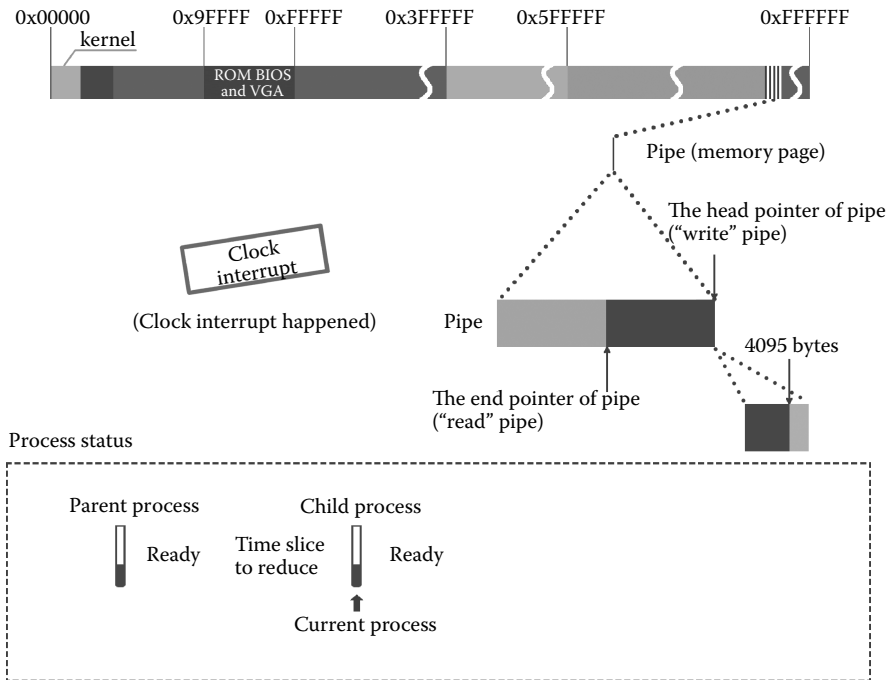 0x00000 0x9FFFF 0xFFFFF 0x3FFFFF 0x5FFFFF 0xFFFFFF
kernel
ROM BIOS
and VGA
Pipe (memory page)
The head pointer of pipe
(“write” pipe)
Clock
interrupt
(Clock interrupt happened)
Pipe
4095 bytes
The end pointer of pipe
(“read” pipe)
Process status
Parent process
Child process
Ready
Time slice
to reduce
Ready
Current process